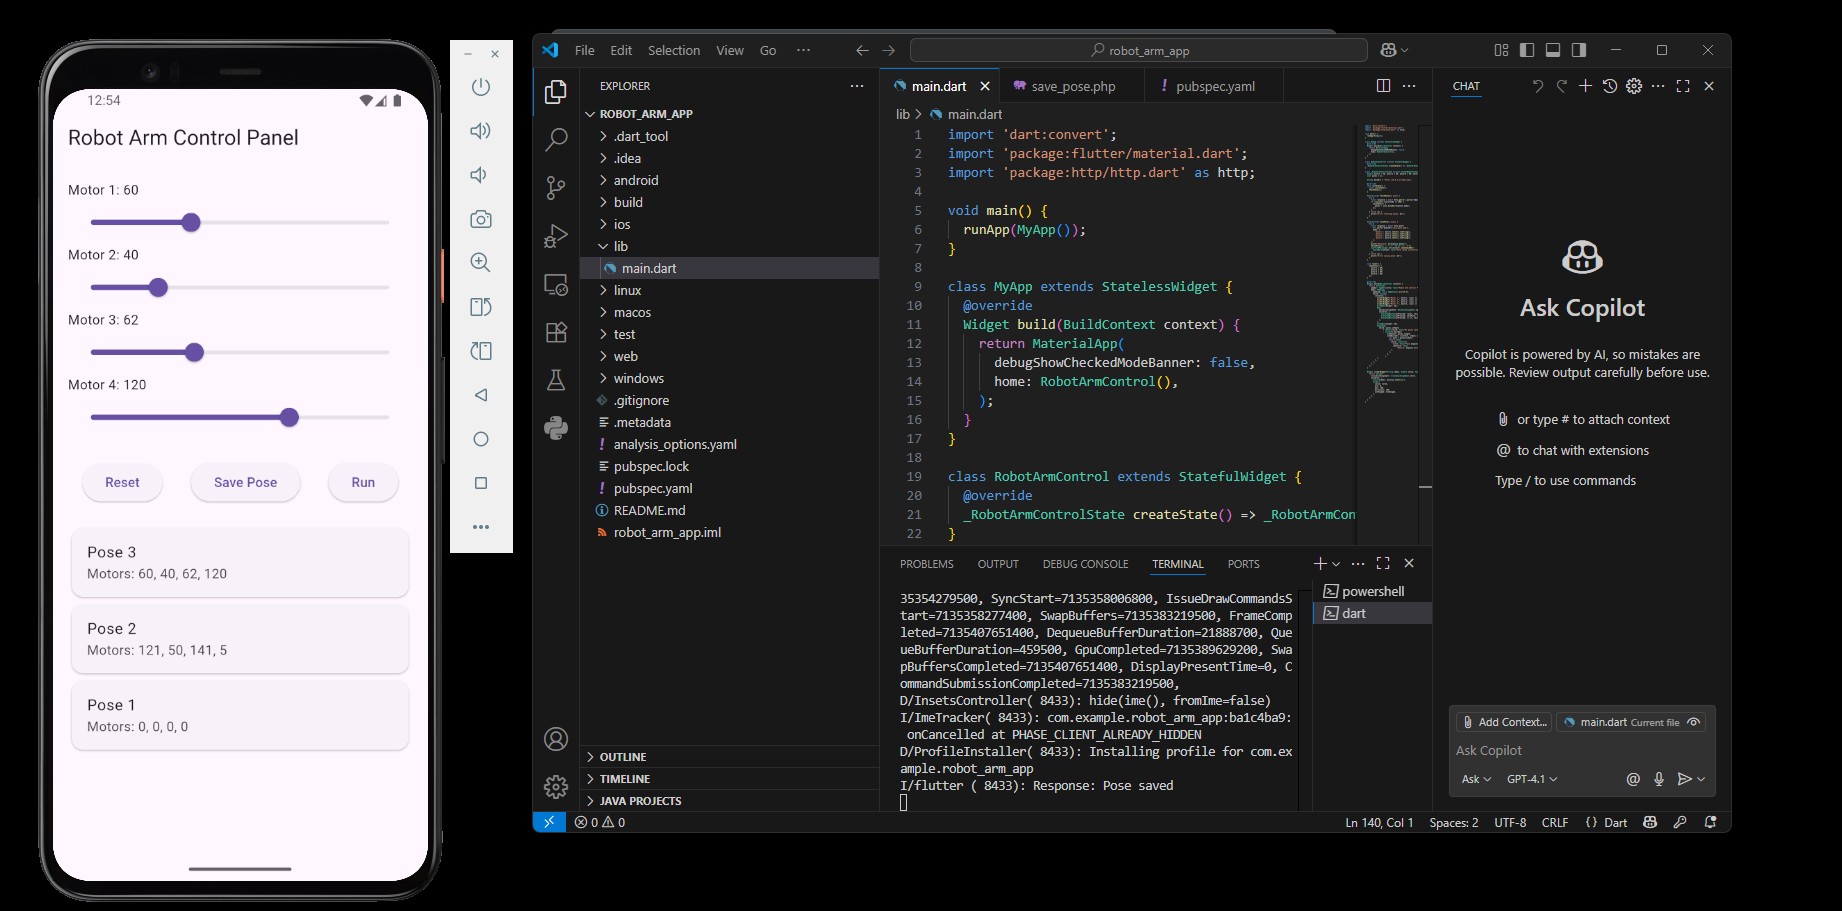 12:54
Robot Arm Control Panel
Motor 1: 60
Motor 2: 40
Motor 3: 62
Motor 4: 120
Reset
Save Pose
Run
Pose 3
Motors: 60, 40, 62, 120
Pose 2
Motors: 121, 50, 141, 5
Pose 1
Motors: 0, 0, 0, 0
File Edit Selection View Go
robot_arm_app
EXPLORER
ROBOT_ARM_APP
.dart_tool
.idea
android
build
ios
lib
main.dart
linux
macos
test
web
windows
.gitignore
.metadata
analysis_options.yaml
pubspec.lock
pubspec.yaml
README.md
robot_arm_app.iml
OUTLINE
TIMELINE
JAVA PROJECTS
main.dart
save_pose.php
pubspec.yaml
lib > main.dart
1 import 'dart:convert';
2 import 'package:flutter/material.dart';
3 import 'package:http/http.dart' as http;
4
5 void main() {
6 runApp(MyApp());
7 }
8
9 class MyApp extends StatelessWidget {
10 @override
11 Widget build(BuildContext context) {
12 return MaterialApp(
13 debugShowCheckedModeBanner: false,
14 home: RobotArmControl(),
15 );
16 }
17 }
18
19 class RobotArmControl extends StatefulWidget {
20 @override
21 _RobotArmControlState createState() => _RobotArmCon
22 }
PROBLEMS OUTPUT DEBUG CONSOLE TERMINAL PORTS
35354279500, SyncStart=7135358006800, IssueDrawCommandsS
tart=7135358277400, SwapBuffers=7135383219500, FrameComp
leted=7135407651400, DequeueBufferDuration=21888700, Que
ueBufferDuration=459500, GpuCompleted=7135389629200, Swa
pBuffersCompleted=7135407651400, DisplayPresentTime=0, C
ommandSubmissionCompleted=7135383219500,
D/InsetsController( 8433): hide(ime(), fromIme=false)
I/ImeTracker( 8433): com.example.robot_arm_app:ba1c4ba9:
onCancelled at PHASE_CLIENT_ALREADY_HIDDEN
D/ProfileInstaller( 8433): Installing profile for com.ex
ample.robot_arm_app
I/flutter ( 8433): Response: Pose saved
powershell
dart
CHAT
Ask Copilot
Copilot is powered by AI, so mistakes are
possible. Review output carefully before use.
or type # to attach context
@ to chat with extensions
Type / to use commands
Add Context...
main.dart Current file
Ask Copilot
Ask
GPT-4.1
@
0 0
Ln 140, Col 1
Spaces: 2
UTF-8
CRLF
{ } Dart